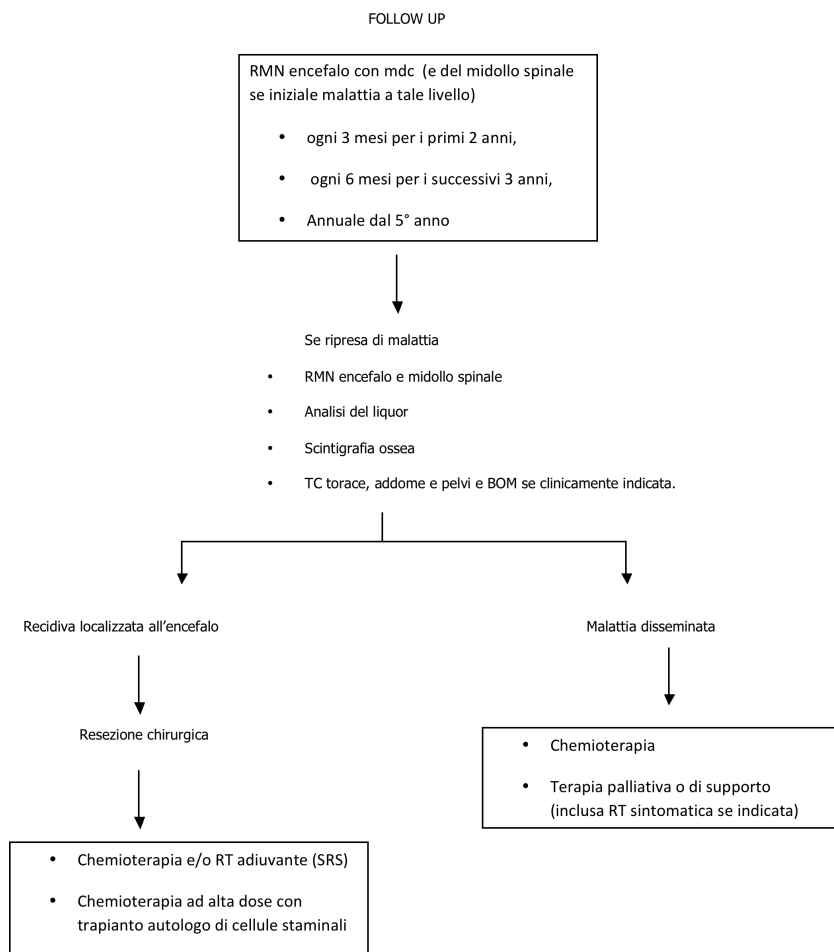 FOLLOW UP
RMN encefalo con mdc (e del midollo spinale
se iniziale malattia a tale livello)
• ogni 3 mesi per i primi 2 anni,
• ogni 6 mesi per i successivi 3 anni,
• Annuale dal 5° anno
Se ripresa di malattia
• RMN encefalo e midollo spinale
• Analisi del liquor
• Scintigrafia ossea
• TC torace, addome e pelvi e BOM se clinicamente indicata.
Recidiva localizzata all'encefalo
Resezione chirurgica
• Chemioterapia e/o RT adiuvante (SRS)
• Chemioterapia ad alta dose con
trapianto autologo di cellule staminali
Malattia disseminata
• Chemioterapia
• Terapia palliativa o di supporto
(inclusa RT sintomatica se indicata)